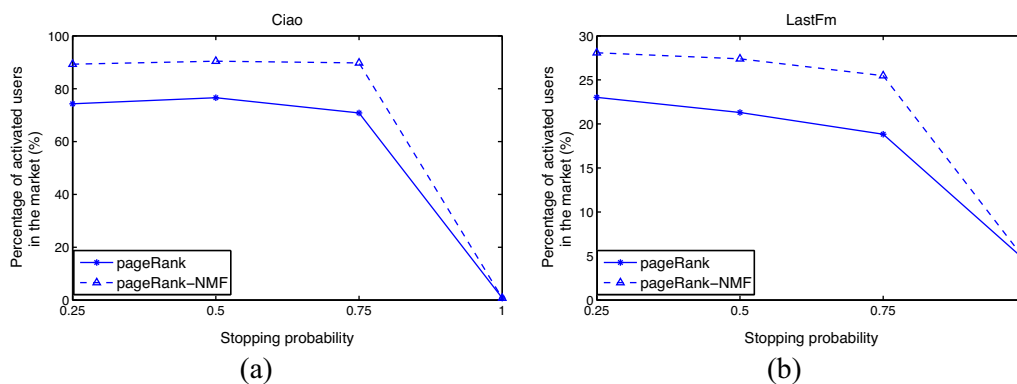 Ciao
Percentage of activated users
in the market (%)
100
80
60
40
20
0
pageRank
pageRank-NMF
0.25
0.5
0.75
1
Stopping probability
(a)
LastFm
Percentage of activated users
in the market (%)
30
25
20
15
10
5
0
pageRank
pageRank-NMF
0.25
0.5
0.75
Stopping probability
(b)